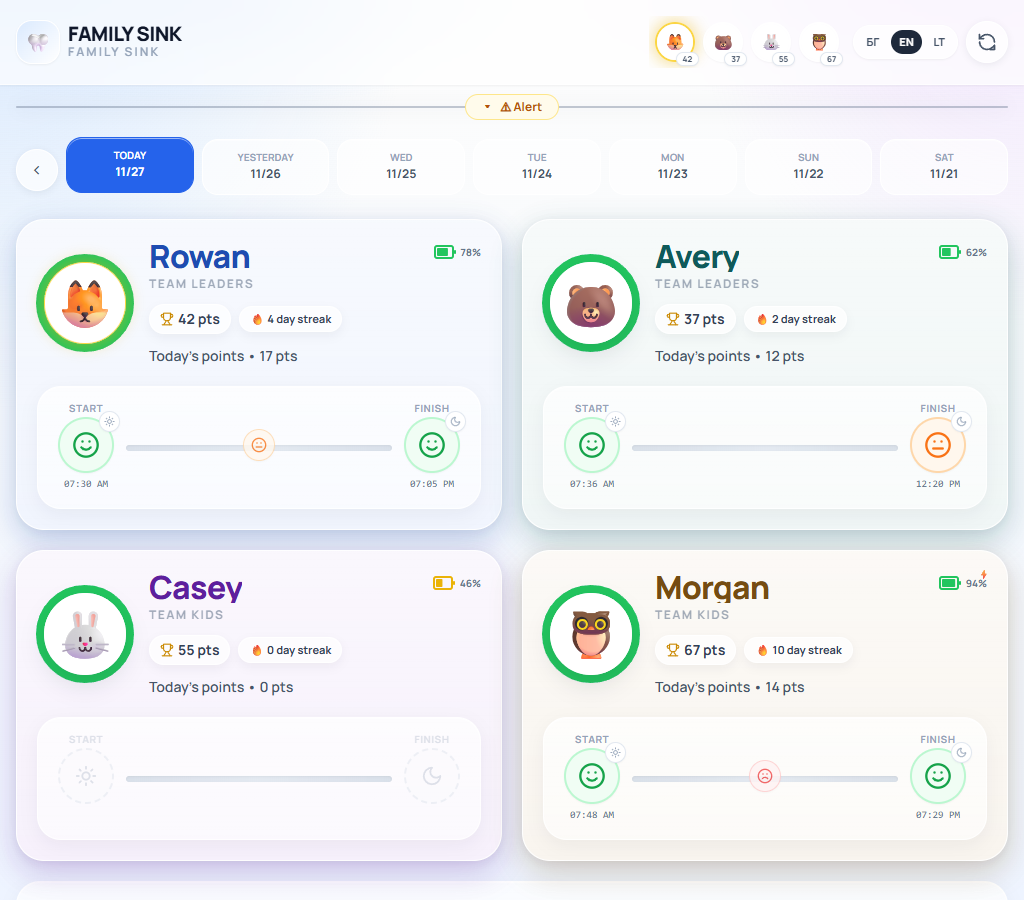 FAMILY SINK
FAMILY SINK
42
37
55
67
БГ EN LT
⚠ Alert
TODAY
11/27
YESTERDAY
11/26
WED
11/25
TUE
11/24
MON
11/23
SUN
11/22
SAT
11/21
Rowan
78%
TEAM LEADERS
42 pts
4 day streak
Today's points • 17 pts
START
FINISH
07:30 AM
07:05 PM
Avery
62%
TEAM LEADERS
37 pts
2 day streak
Today's points • 12 pts
START
FINISH
07:36 AM
12:20 PM
Casey
46%
TEAM KIDS
55 pts
0 day streak
Today's points • 0 pts
START
FINISH
Morgan
94%
TEAM KIDS
67 pts
10 day streak
Today's points • 14 pts
START
FINISH
07:48 AM
07:29 PM